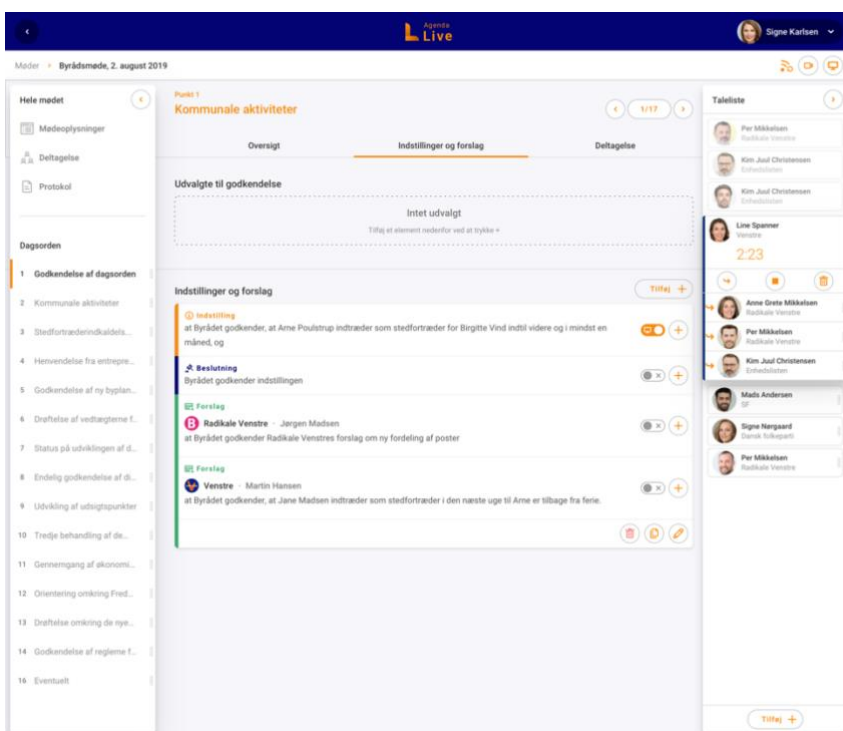 Agenda
Live
Signe Karlsen
Møder
Byrådsmøde, 2. august 2019
Hele mødet
Mødeoplysninger
Deltagelse
Protokol
Dagsorden
1 Godkendelse af dagsorden
2 Kommunale aktiviteter
3 Stedfortræderindkaldels...
4 Henvendelse fra entrepre...
5 Godkendelse af ny byplan...
6 Drøftelse af vedtægterne f...
7 Status på udviklingen af d...
8 Endelig godkendelse af di...
9 Udvikling af udsigtspunkter
10 Tredje behandling af de...
11 Gennemgang af økonomi...
12 Orientering omkring Fred...
13 Drøftelse omkring de nye...
14 Godkendelse af reglerne f...
16 Eventuelt
Punkt 1
Kommunale aktiviteter
1/17
Oversigt
Indstillinger og forslag
Deltagelse
Udvalgte til godkendelse
Intet udvalgt
Tilføj et element nedenfor ved at trykke +
Indstillinger og forslag
Tilføj +
Indstilling
at Byrådet godkender, at Arne Poulstrup indtræder som stedfortræder for Birgitte Vind indtil videre og i mindst en
måned, og
Beslutning
Byrådet godkender indstillingen
Forslag
B Radikale Venstre - Jørgen Madsen
at Byrådet godkender Radikale Venstres forslag om ny fordeling af poster
Forslag
Venstre - Martin Hansen
at Byrådet godkender, at Jane Madsen indtræder som stedfortræder i den næste uge til Arne er tilbage fra ferie.
Taleliste
Per Mikkelsen
Radikale Venstre
Kim Juul Christensen
Enhedslisten
Kim Juul Christensen
Enhedslisten
Line Spanner
Venstre
2:23
Anne Grete Mikkelsen
Radikale Venstre
Per Mikkelsen
Radikale Venstre
Kim Juul Christensen
Enhedslisten
Mads Andersen
SF
Signe Nørgaard
Dansk folkeparti
Per Mikkelsen
Radikale Venstre
Tilføj +